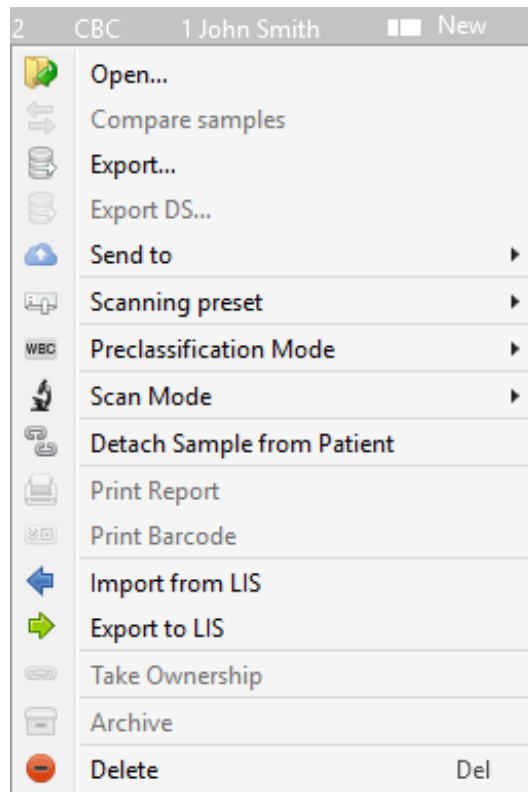 2 CBC 1 John Smith New
Open...
Compare samples
Export...
Export DS...
Send to
Scanning preset
WBC Preclassification Mode
Scan Mode
Detach Sample from Patient
Print Report
Print Barcode
Import from LIS
Export to LIS
Take Ownership
Archive
Delete Del